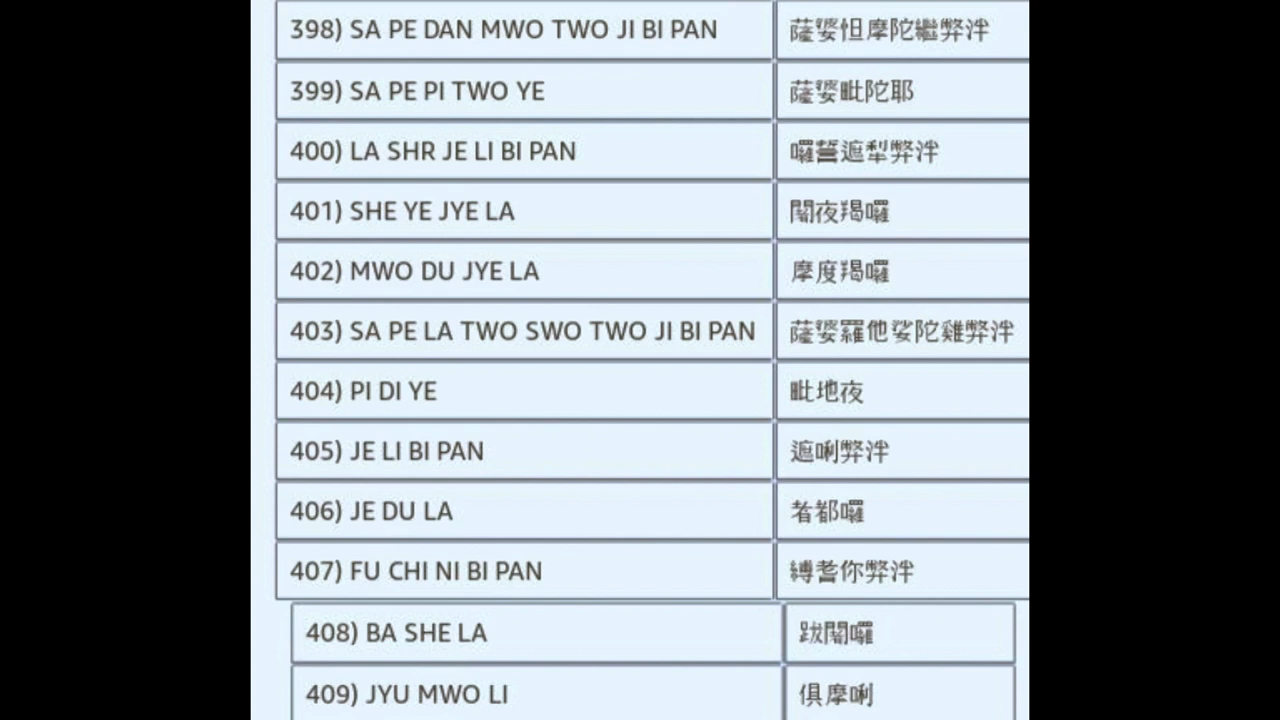 398) SA PE DAN MWO TWO JI BI PAN 薩婆怛摩陀繼弊泮
399) SA PE PI TWO YE 薩婆毗陀耶
400) LA SHR JE LI BI PAN 囉誓遮犁弊泮
401) SHE YE JYE LA 闍夜羯囉
402) MWO DU JYE LA 摩度羯囉
403) SA PE LA TWO SWO TWO JI BI PAN 薩婆羅他娑陀雞弊泮
404) PI DI YE 毗地夜
405) JE LI BI PAN 遮唎弊泮
406) JE DU LA 者都囉
407) FU CHI NI BI PAN 縛耆你弊泮
408) BA SHE LA 跋闍囉
409) JYU MWO LI 俱摩唎